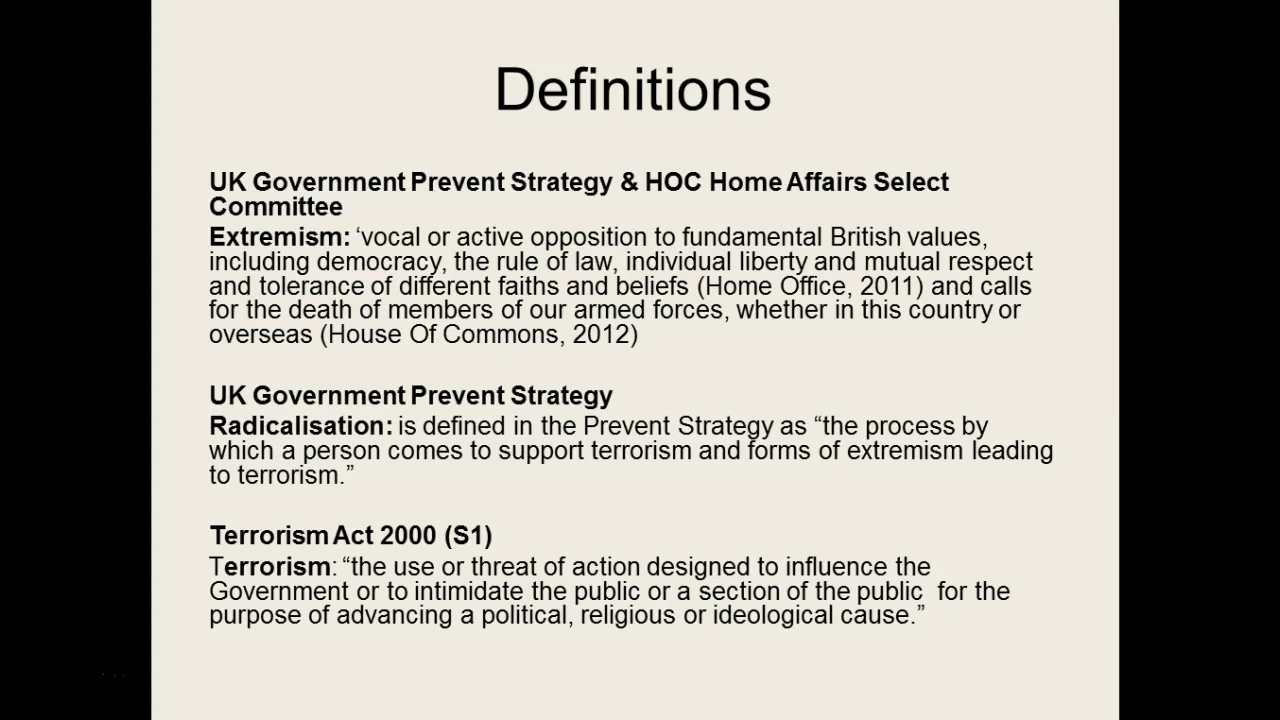 Definitions
UK Government Prevent Strategy & HOC Home Affairs Select
Committee
Extremism: ‘vocal or active opposition to fundamental British values,
including democracy, the rule of law, individual liberty and mutual respect
and tolerance of different faiths and beliefs (Home Office, 2011) and calls
for the death of members of our armed forces, whether in this country or
overseas (House Of Commons, 2012)
UK Government Prevent Strategy
Radicalisation: is defined in the Prevent Strategy as “the process by
which a person comes to support terrorism and forms of extremism leading
to terrorism.”
Terrorism Act 2000 (S1)
Terrorism: “the use or threat of action designed to influence the
Government or to intimidate the public or a section of the public  for the
purpose of advancing a political, religious or ideological cause.”